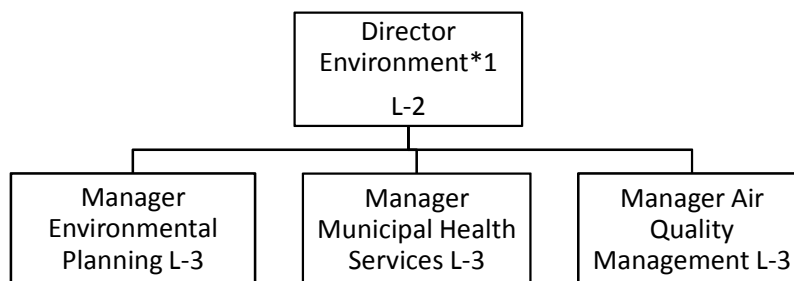 Director
Environment*1
L-2
Manager
Environmental
Planning L-3
Manager
Municipal Health
Services L-3
Manager Air
Quality
Management L-3